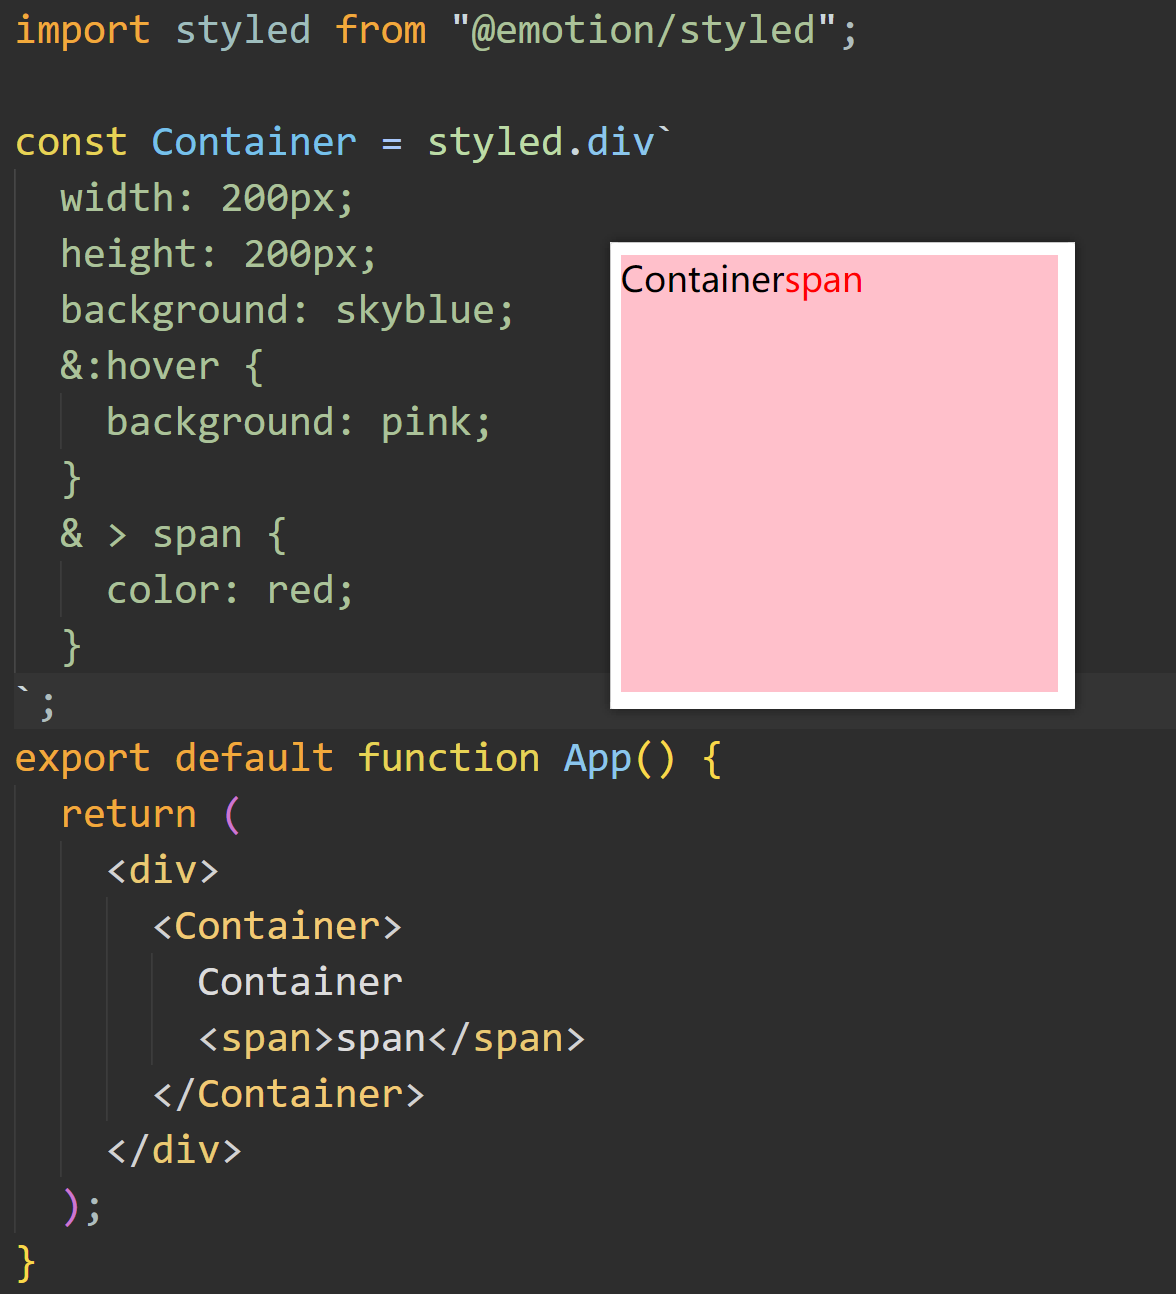 import styled from "@emotion/styled";
const Container = styled.div`
  width: 200px;
  height: 200px;
  background: skyblue;
  &:hover {
    background: pink;
  }
  & > span {
    color: red;
  }
`;
export default function App() {
  return (
    <div>
      <Container>
        Container
        <span>span</span>
      </Container>
    </div>
  );
}
Containerspan